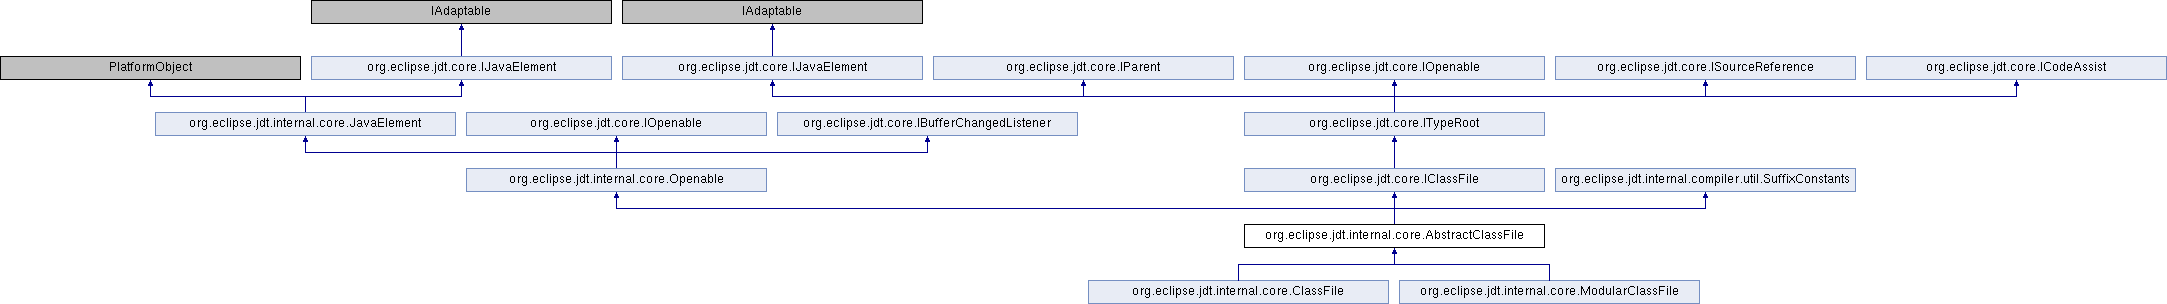 IAdaptable
IAdaptable
PlatformObject
org.eclipse.jdt.core.IJavaElement
org.eclipse.jdt.core.IJavaElement
org.eclipse.jdt.core.IParent
org.eclipse.jdt.core.IOpenable
org.eclipse.jdt.core.ISourceReference
org.eclipse.jdt.core.ICodeAssist
org.eclipse.jdt.internal.core.JavaElement
org.eclipse.jdt.core.IOpenable
org.eclipse.jdt.core.IBufferChangedListener
org.eclipse.jdt.core.ITypeRoot
org.eclipse.jdt.internal.core.Openable
org.eclipse.jdt.core.IClassFile
org.eclipse.jdt.internal.compiler.util.SuffixConstants
org.eclipse.jdt.internal.core.AbstractClassFile
org.eclipse.jdt.internal.core.ClassFile
org.eclipse.jdt.internal.core.ModularClassFile